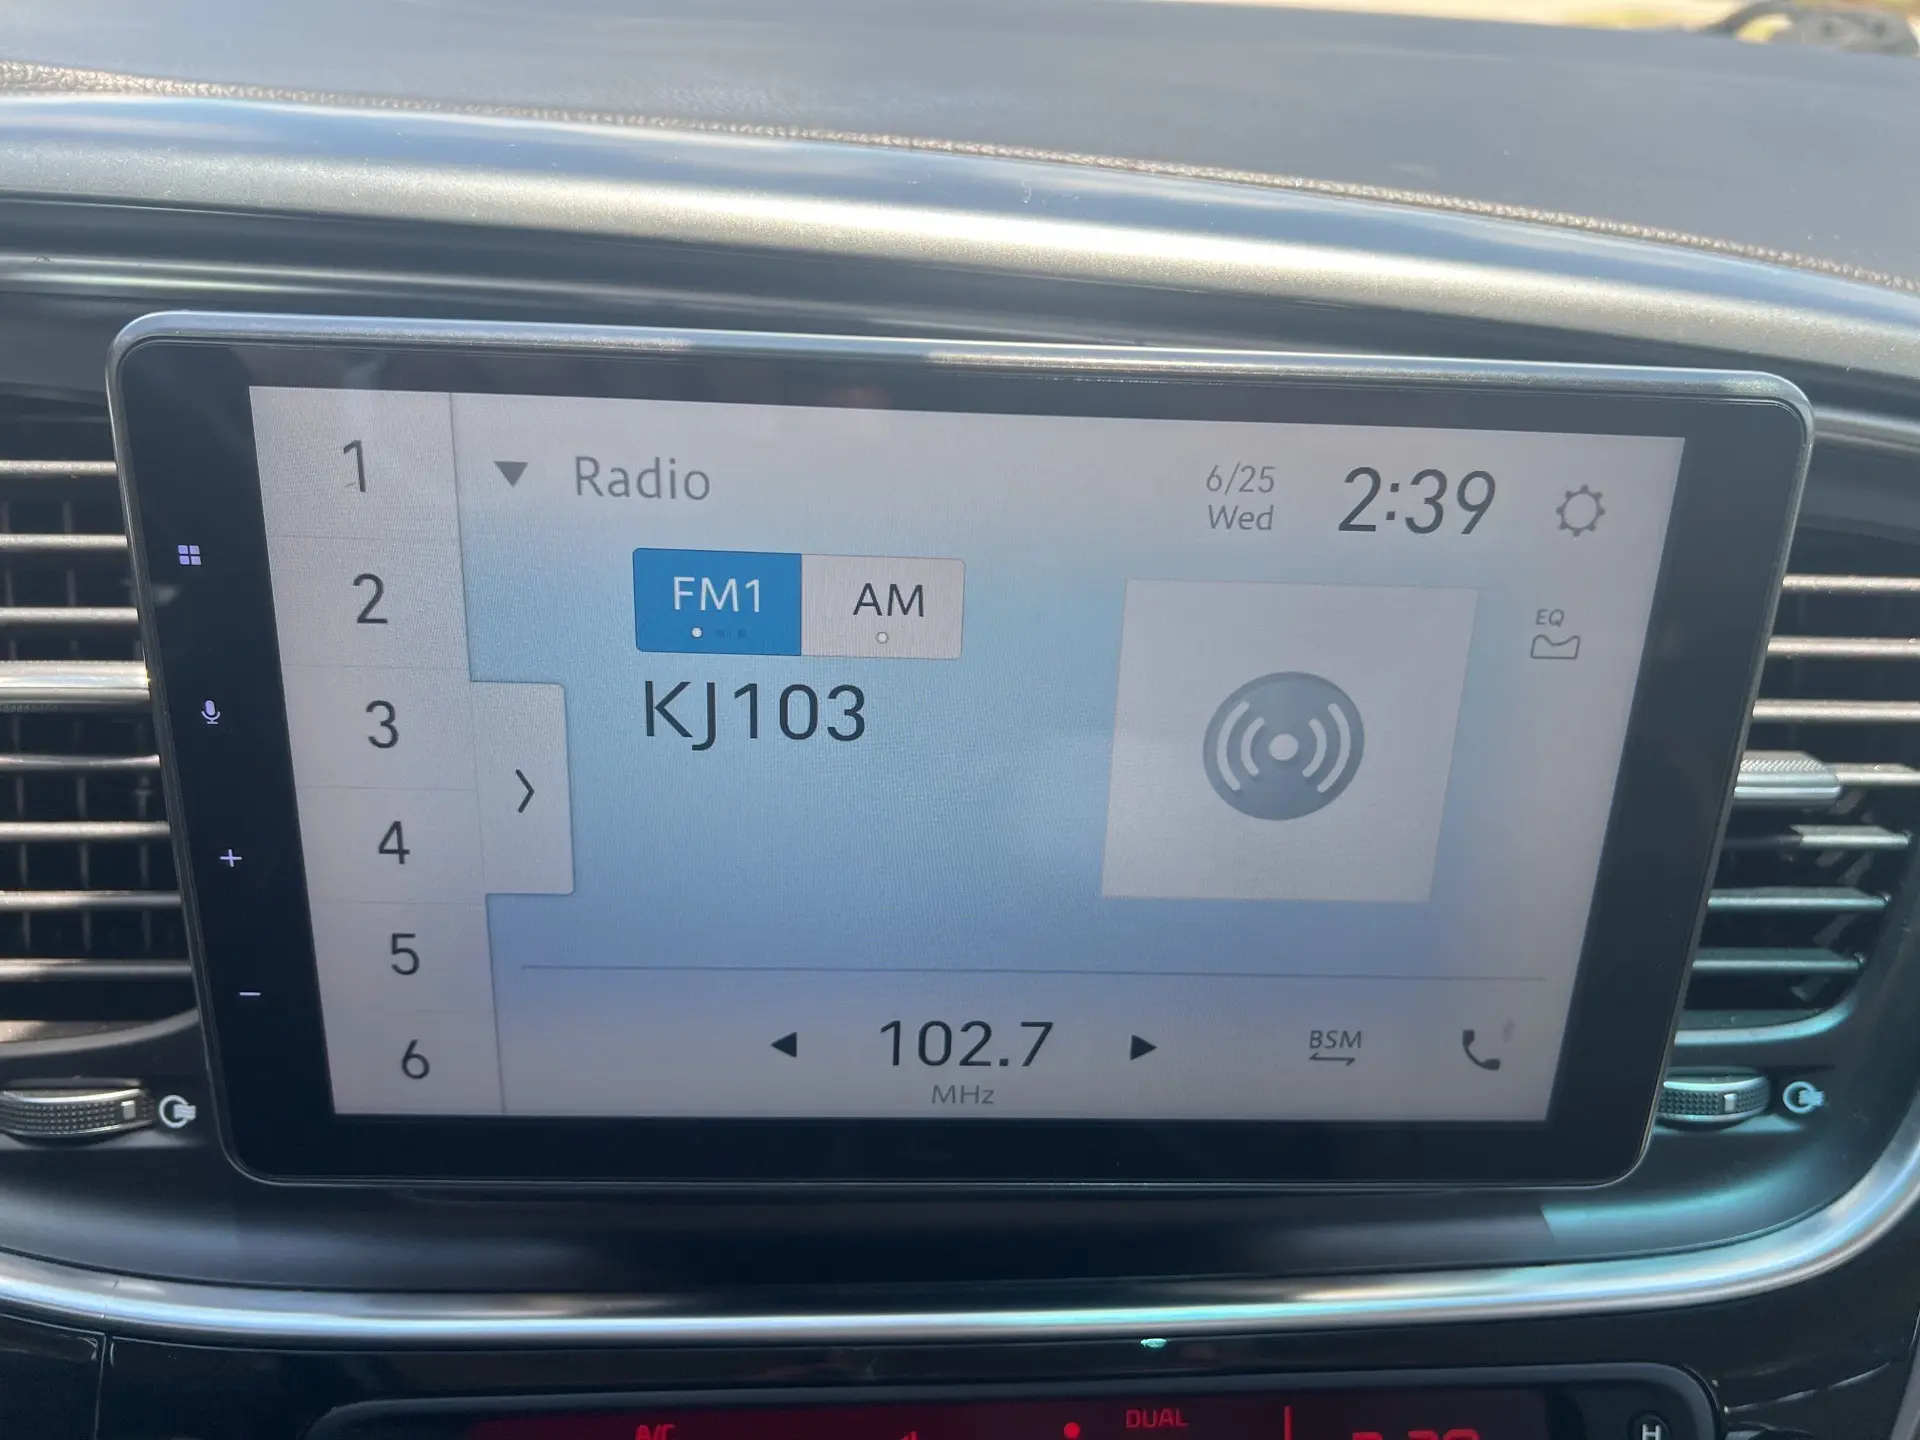 1
2
3
4
5
6
Radio
6/25
Wed
2:39
FM1
AM
EQ
KJ103
102.7
MHz
BSM
A/C
DUAL
H